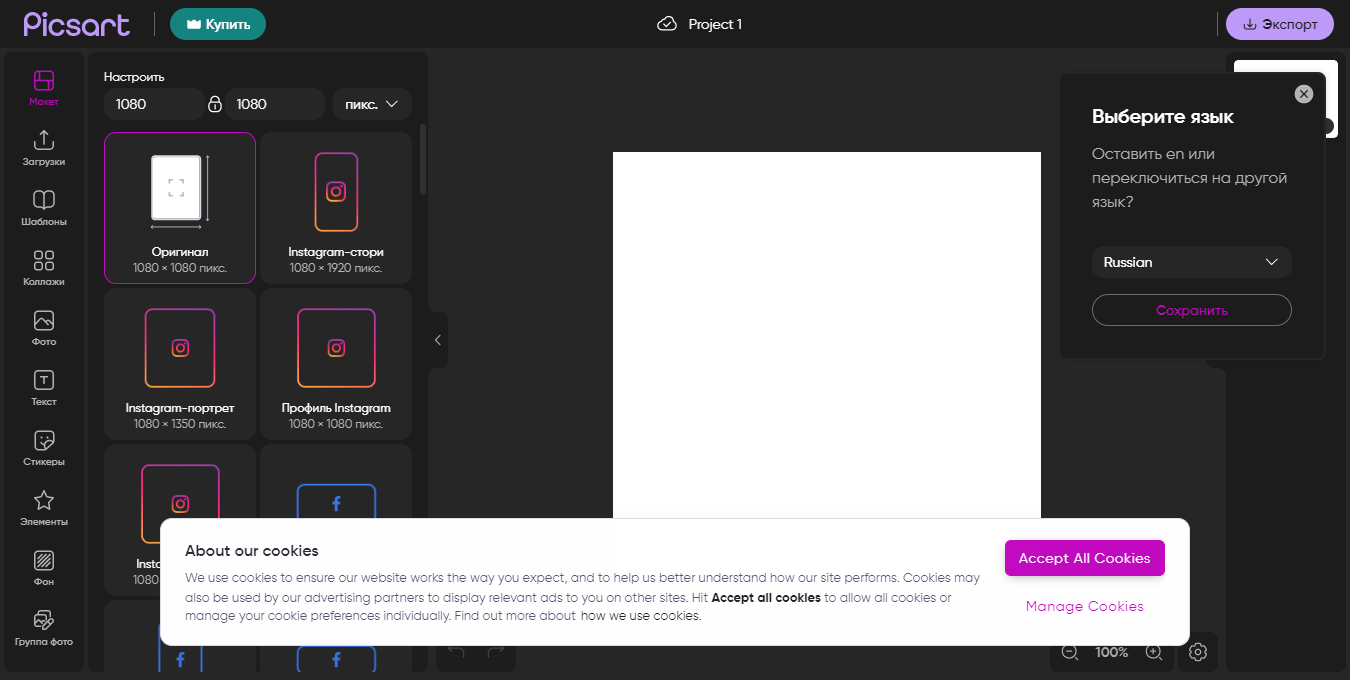 Picsart
Купить
Project 1
Экспорт
Макет
Загрузки
Шаблоны
Коллажи
Фото
Текст
Стикеры
Элементы
Фон
Группа фото
Настроить
1080
1080
пикс.
Оригинал
1080 × 1080 пикс.
Instagram-стори
1080 × 1920 пикс.
Instagram-портрет
1080 × 1350 пикс.
Профиль Instagram
1080 × 1080 пикс.
1080
Выберите язык
Оставить en или
переключиться на другой
язык?
Russian
Сохранить
About our cookies
We use cookies to ensure our website works the way you expect, and to help us better understand how our site performs. Cookies may
also be used by our advertising partners to display relevant ads to you on other sites. Hit Accept all cookies to allow all cookies or
manage your cookie preferences individually. Find out more about how we use cookies.
Accept All Cookies
Manage Cookies
100%